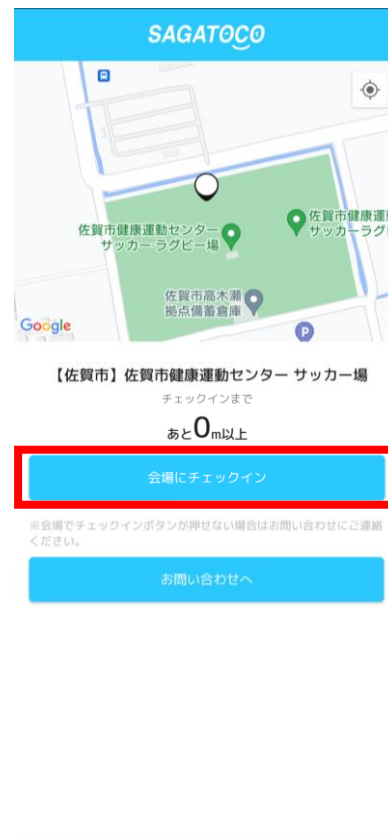 SAGATOCO
佐賀市健康運動センター
サッカー ラグビー場
佐賀市健康運
サッカーラグ
佐賀市高木瀬
拠点備蓄倉庫
P
Google
【佐賀市】佐賀市健康運動センター サッカー場
チェックインまで
あと0m以上
会場にチェックイン
※会場でチェックインボタンが押せない場合はお問い合わせにご連絡
ください。
お問い合わせへ